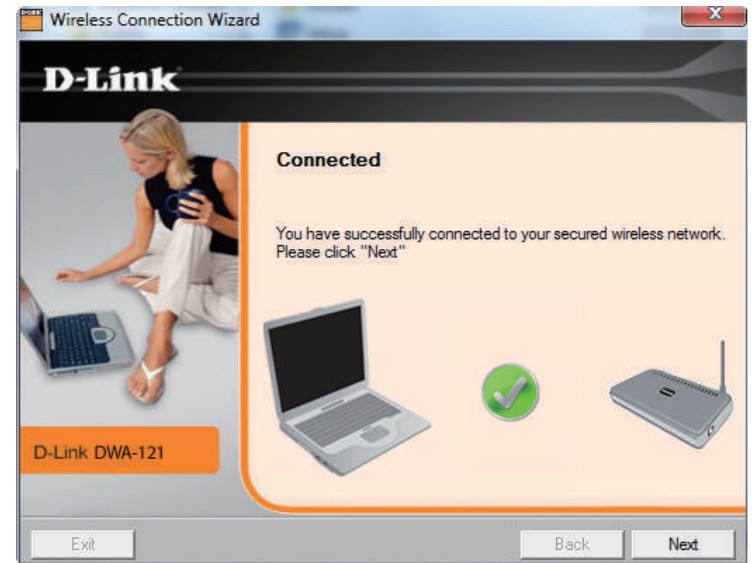 Wireless Connection Wizard
D-Link
Connected
You have successfully connected to your secured wireless network.
Please click "Next"
D-Link DWA-121
Exit
Back
Next